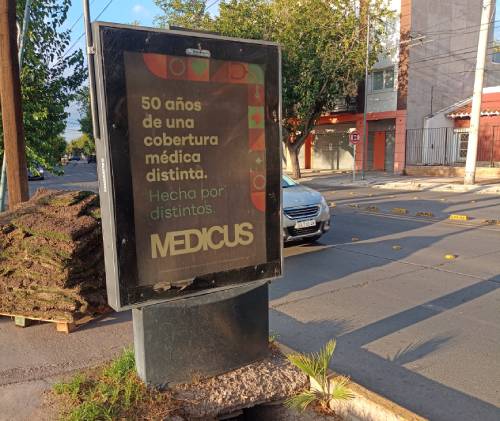 50 años
de una
cobertura
médica
distinta.
Hecha por
distintos.
MEDICUS